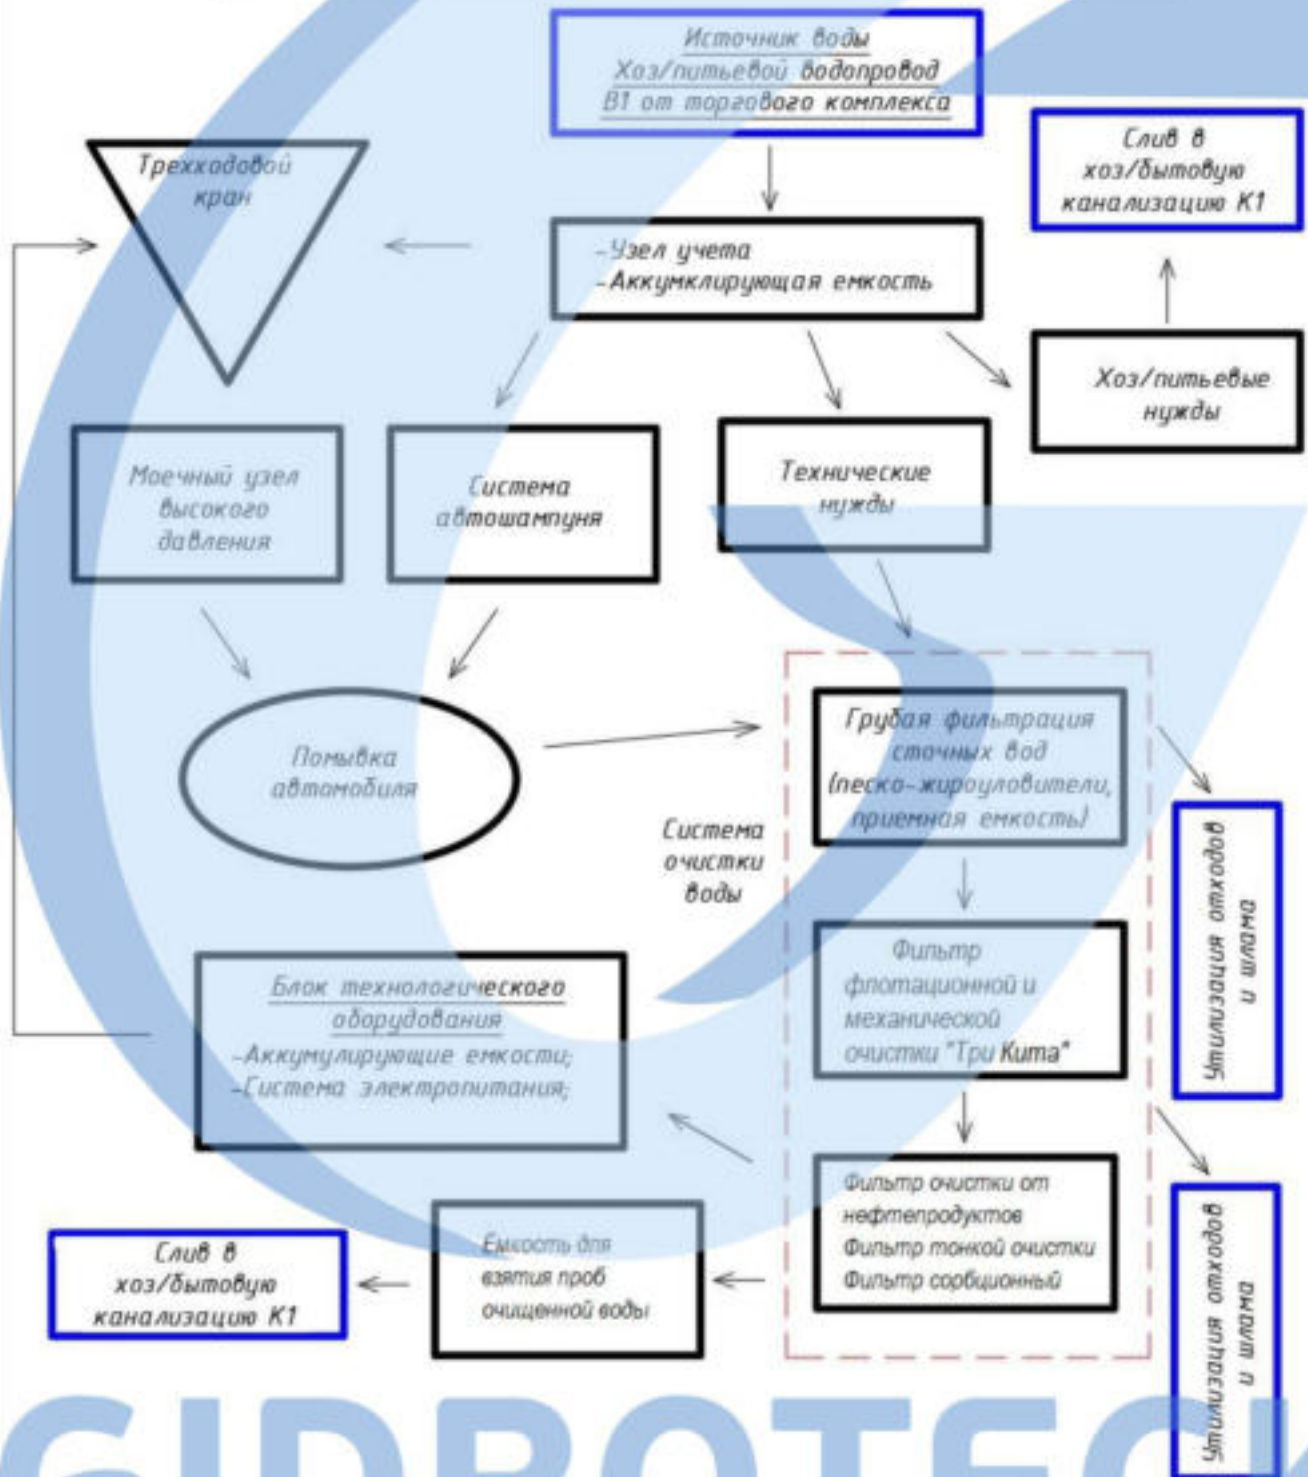 Источник воды
Хоз/питьевой водопровод
В1 от торгового комплекса
Слив в
хоз/бытовую
канализацию К1
Трехходовой
кран
-Узел учета
-Аккумклирующая емкость
Хоз/питьевые
нужды
Моечный узел
высокого
давления
Система
автошампуня
Технические
нужды
Помывка
автомобиля
Грубая фильтрация
сточных вод
(песко-жироуловители,
приемная емкость)
Система
очистки
воды
Утилизация отходов
и шлама
Фильтр
флотационной и
механической
очистки "Три Кита"
Блок технологического
оборудования
-Аккумулирующие емкости;
-Система электропитания;
Фильтр очистки от
нефтепродуктов
Фильтр тонкой очистки
Фильтр сорбционный
Емкость для
взятия проб
очищенной воды
Слив в
хоз/бытовую
канализацию К1
Утилизация отходов
и шлама
GIDROTECK